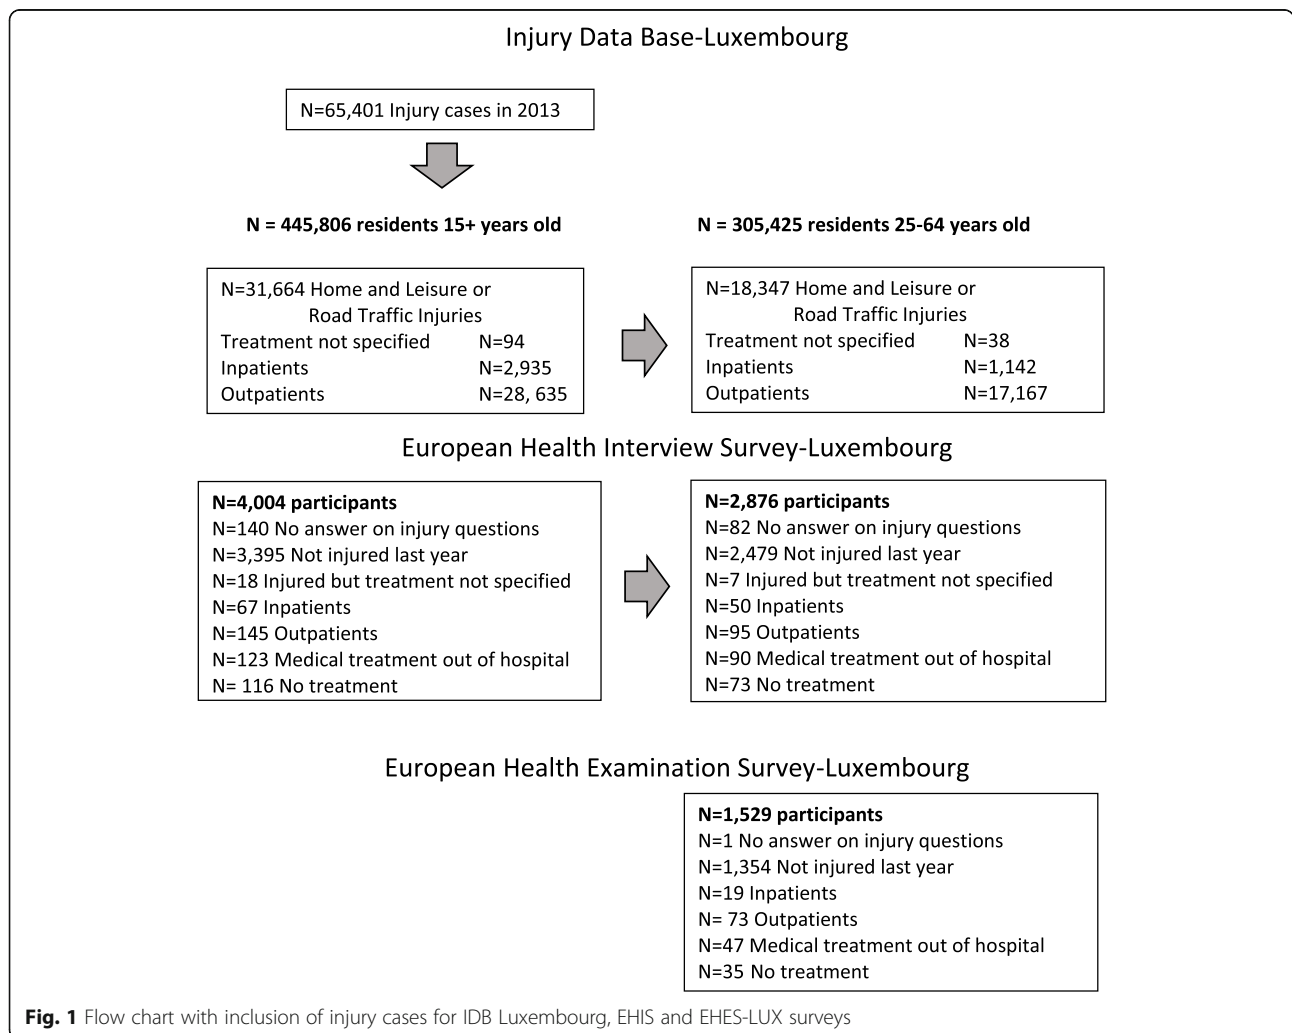 Injury Data Base-Luxembourg
N=65,401 Injury cases in 2013
N = 445,806 residents 15+ years old
N = 305,425 residents 25-64 years old
N=31,664 Home and Leisure or
Road Traffic Injuries
Treatment not specified N=94
Inpatients N=2,935
Outpatients N=28, 635
N=18,347 Home and Leisure or
Road Traffic Injuries
Treatment not specified N=38
Inpatients N=1,142
Outpatients N=17,167
European Health Interview Survey-Luxembourg
N=4,004 participants
N=140 No answer on injury questions
N=3,395 Not injured last year
N=18 Injured but treatment not specified
N=67 Inpatients
N=145 Outpatients
N=123 Medical treatment out of hospital
N= 116 No treatment
N=2,876 participants
N=82 No answer on injury questions
N=2,479 Not injured last year
N=7 Injured but treatment not specified
N=50 Inpatients
N=95 Outpatients
N=90 Medical treatment out of hospital
N=73 No treatment
European Health Examination Survey-Luxembourg
N=1,529 participants
N=1 No answer on injury questions
N=1,354 Not injured last year
N=19 Inpatients
N= 73 Outpatients
N=47 Medical treatment out of hospital
N=35 No treatment
Fig. 1 Flow chart with inclusion of injury cases for IDB Luxembourg, EHIS and EHES-LUX surveys